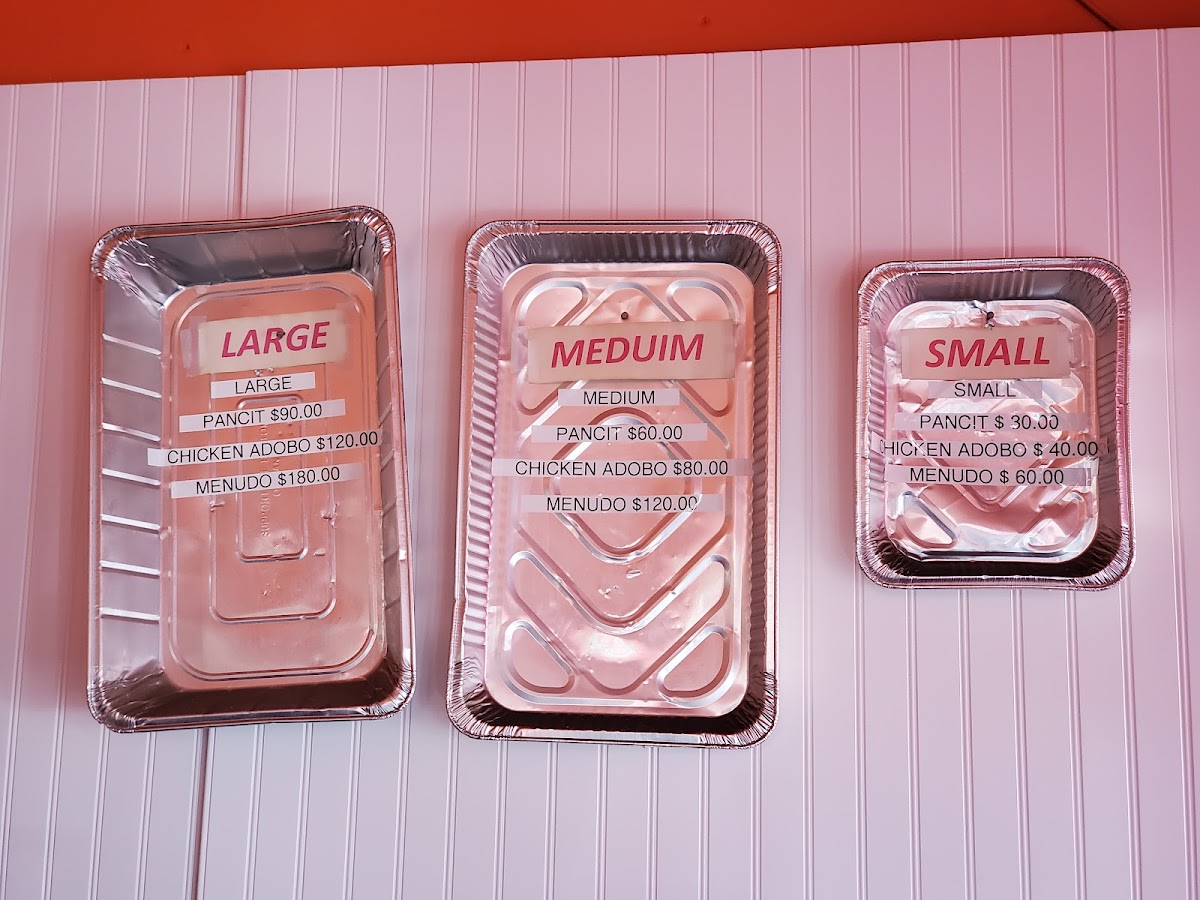 LARGE
LARGE
PANCIT $90.00
CHICKEN ADOBO $120.00
MENUDO $180.00
MEDUIM
MEDIUM
PANCIT $60.00
CHICKEN ADOBO $80.00
MENUDO $120.00
SMALL
SMALL
PANCIT $ 30.00
HICKEN ADOBO $ 40.00
MENUDO $ 60.00